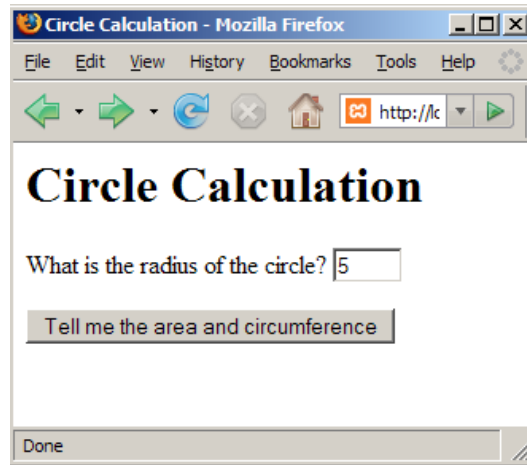 Circle Calculation - Mozilla Firefox
File Edit View History Bookmarks Tools Help
http://lc
Circle Calculation
What is the radius of the circle? 5
Tell me the area and circumference
Done